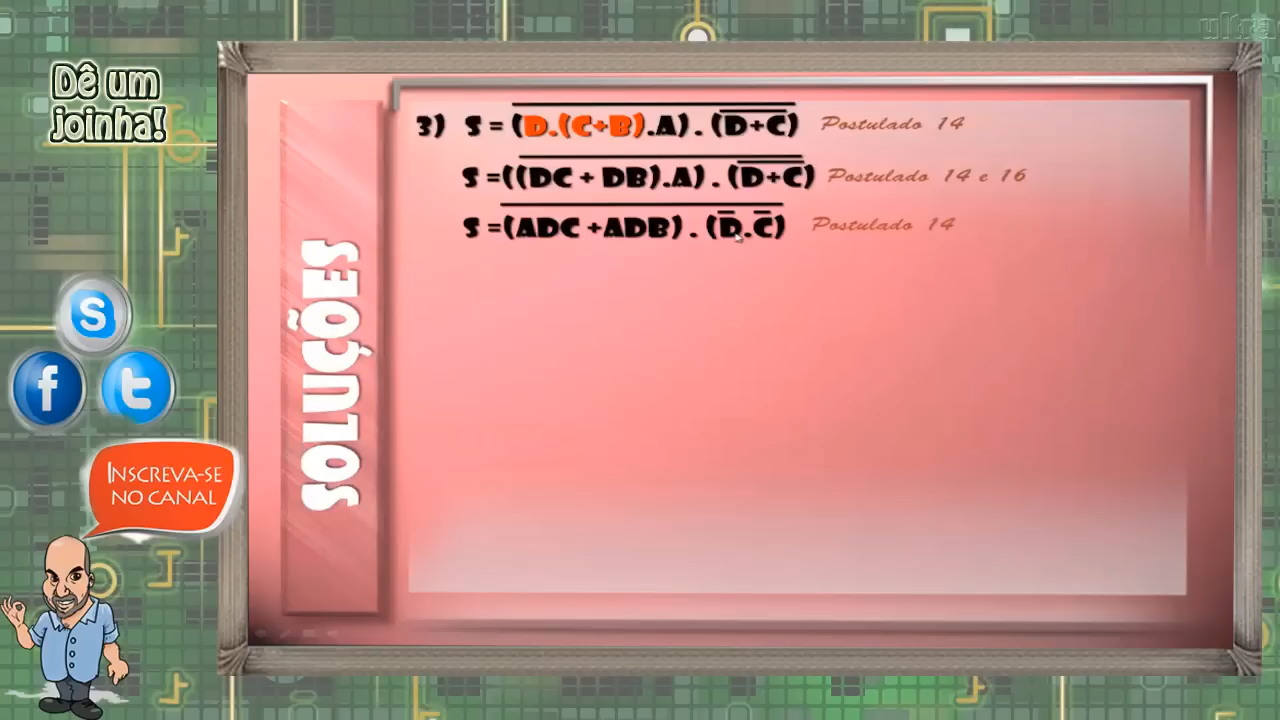 ultra
Dê um
joinha!
3) S = (D.(C+B).A) . (D̅+̅C̅) Postulado 14
S =((DC + DB).A) . (D̅+̅C̅) Postulado 14 e 16
S =(ADC +ADB) . (D̅.C̅) Postulado 14
SOLUÇÕES
S
f
t
INSCREVA-SE
NO CANAL